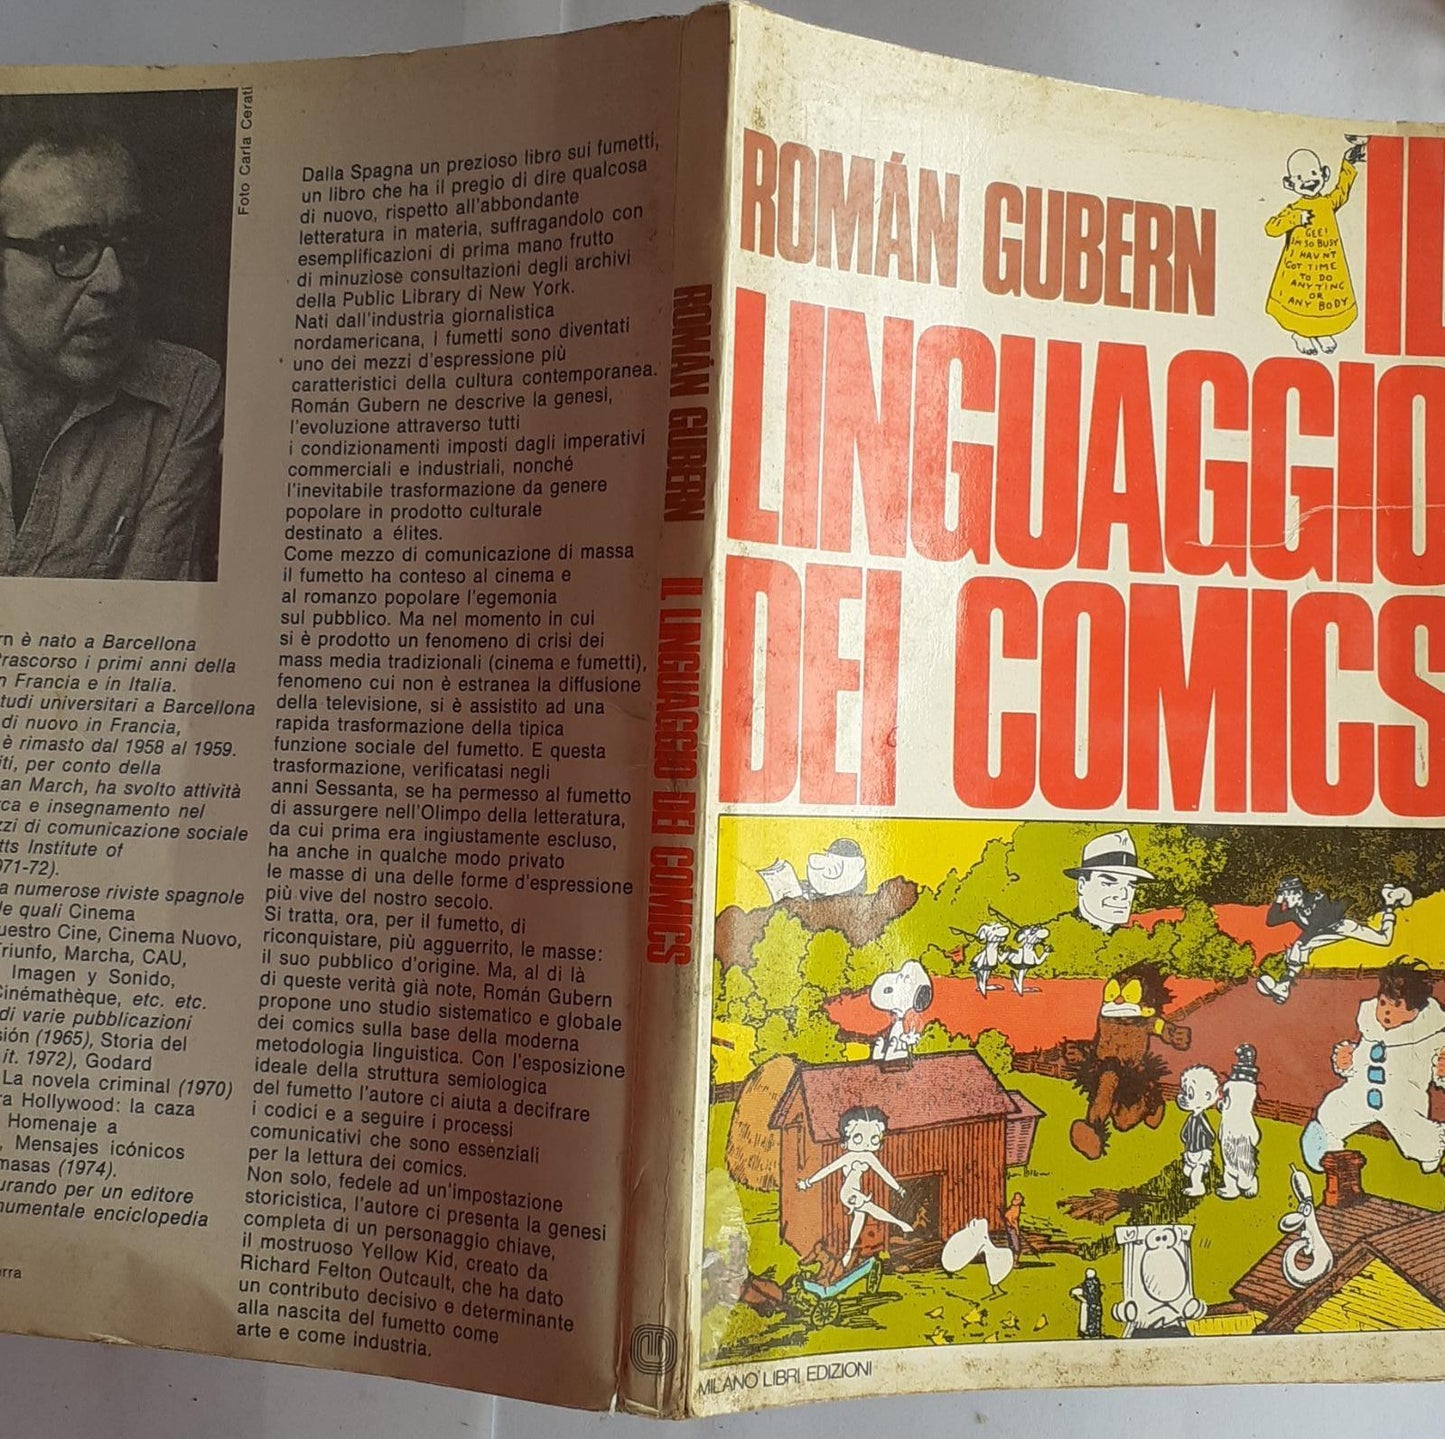 Foto Carla Cerati
è nato a Barcellona
trascorso i primi anni della
Francia e in Italia.
universitari a Barcellona
di nuovo in Francia,
è rimasto dal 1958 al 1959.
per conto della
March, ha svolto attività
e insegnamento nel
di comunicazione sociale
Institute of
numerose riviste spagnole
quali Cinema
Cine, Cinema Nuovo,
Triunfo, Marcha, CAU,
Imagen y Sonido,
Cinémathèque, etc. etc.
di varie pubblicazioni
(1965), Storia del
it. 1972), Godard
La novela criminal (1970)
Hollywood: la caza
Homenaje a
Mensajes icónicos
masas (1974).
per un editore
enciclopedia
Dalla Spagna un prezioso libro sui fumetti,
un libro che ha il pregio di dire qualcosa
di nuovo, rispetto all'abbondante
letteratura in materia, suffragandolo con
esemplificazioni di prima mano frutto
di minuziose consultazioni degli archivi
della Public Library di New York.
Nati dall'industria giornalistica
nordamericana, i fumetti sono diventati
uno dei mezzi d'espressione più
caratteristici della cultura contemporanea.
Román Gubern ne descrive la genesi,
l'evoluzione attraverso tutti
i condizionamenti imposti dagli imperativi
commerciali e industriali, nonché
l'inevitabile trasformazione da genere
popolare in prodotto culturale
destinato a élites.
Come mezzo di comunicazione di massa
il fumetto ha conteso al cinema e
al romanzo popolare l'egemonia
sul pubblico. Ma nel momento in cui
si è prodotto un fenomeno di crisi dei
mass media tradizionali (cinema e fumetti),
fenomeno cui non è estranea la diffusione
della televisione, si è assistito ad una
rapida trasformazione della tipica
funzione sociale del fumetto. E questa
trasformazione, verificatasi negli
anni Sessanta, se ha permesso al fumetto
di assurgere nell'Olimpo della letteratura,
da cui prima era ingiustamente escluso,
ha anche in qualche modo privato
le masse di una delle forme d'espressione
più vive del nostro secolo.
Si tratta, ora, per il fumetto, di
riconquistare, più agguerrito, le masse:
il suo pubblico d'origine. Ma, al di là
di queste verità già note, Román Gubern
propone uno studio sistematico e globale
dei comics sulla base della moderna
metodologia linguistica. Con l'esposizione
ideale della struttura semiologica
del fumetto l'autore ci aiuta a decifrare
i codici e a seguire i processi
comunicativi che sono essenziali
per la lettura dei comics.
Non solo, fedele ad un'impostazione
storicistica, l'autore ci presenta la genesi
completa di un personaggio chiave,
il mostruoso Yellow Kid, creato da
Richard Felton Outcault, che ha dato
un contributo decisivo e determinante
alla nascita del fumetto come
arte e come industria.
ROMÁN GUBERN IL LINGUAGGIO DEI COMICS
ROMÁN GUBERN
IL
LINGUAGGIO
DEI COMICS
GEE!
I'M SO BUSY
I HAVNT
GOT TIME
TO DO
ANYTING
OR
ANY BODY
MILANO LIBRI EDIZIONI